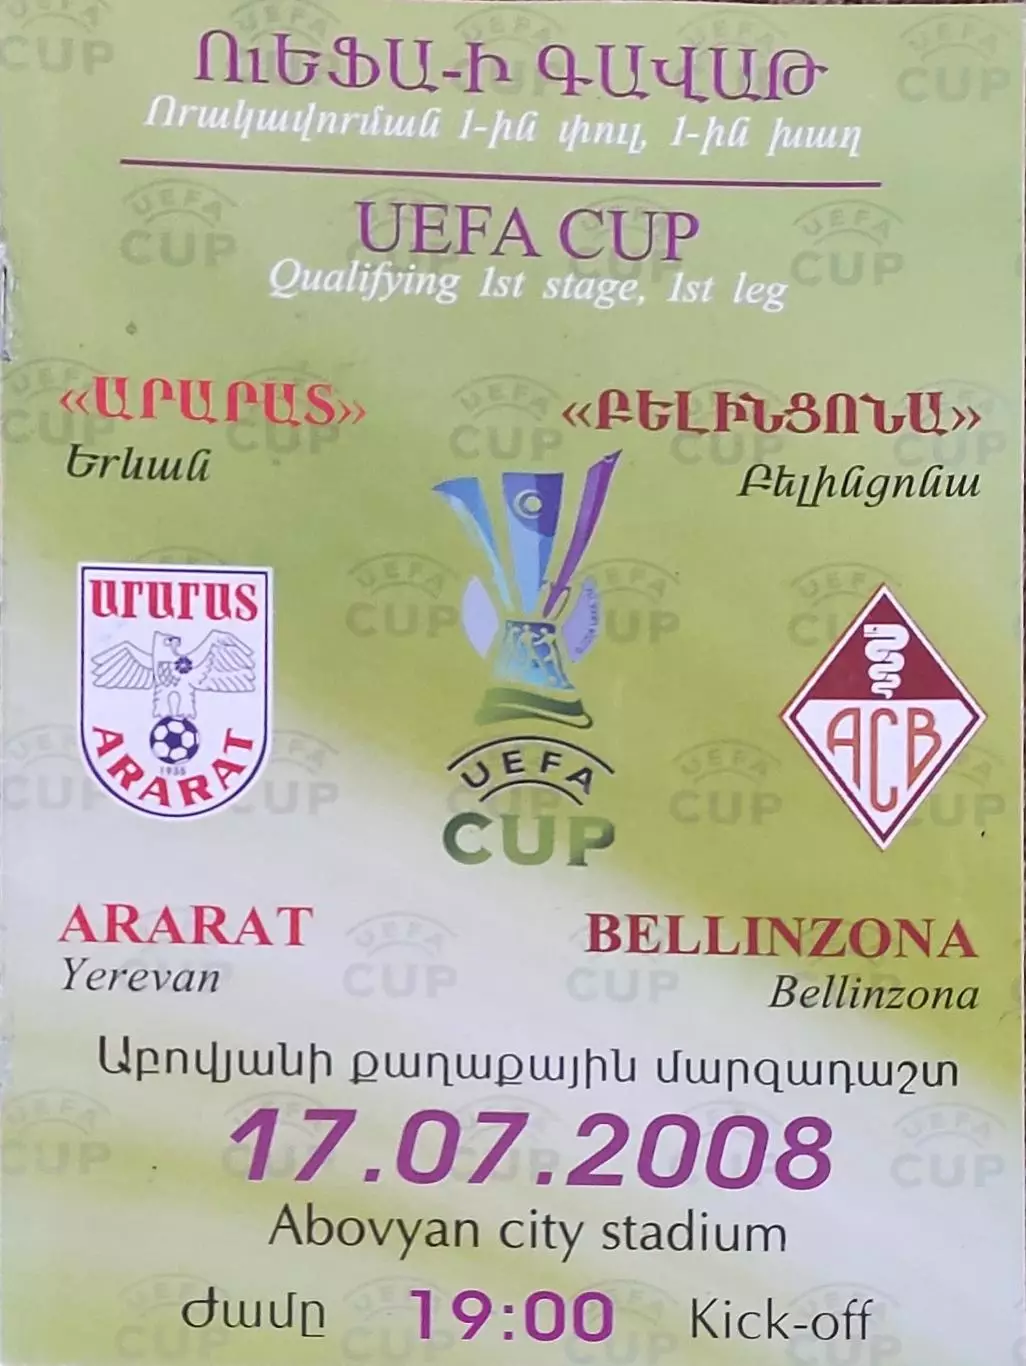 ՈւԵՖԱ-Ի ԳԱՎԱԹ
Որակավորման 1-ին փուլ, 1-ին խաղ
UEFA CUP
Qualifying 1st stage, 1st leg
«ԱՐԱՐԱՏ» «ԲԵԼԻՆՑՈՆԱ»
Երևան Բելինցոնա
ԱՐԱՐԱՏ
ARARAT
1935
ACB
UEFA
CUP
ARARAT BELLINZONA
Yerevan Bellinzona
Աբովյանի քաղաքային մարզադաշտ
17.07.2008
Abovyan city stadium
Ժամը 19:00 Kick-off